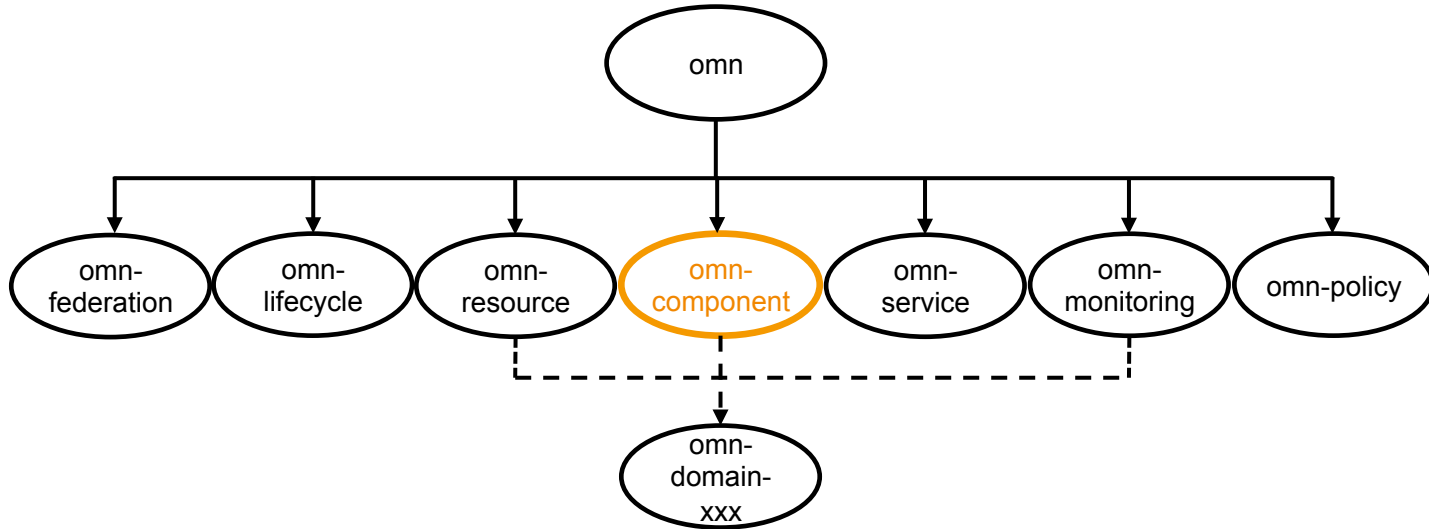 omn
omn-
federation
omn-
lifecycle
omn-
resource
omn-
component
omn-
service
omn-
monitoring
omn-policy
omn-
domain-
xxx